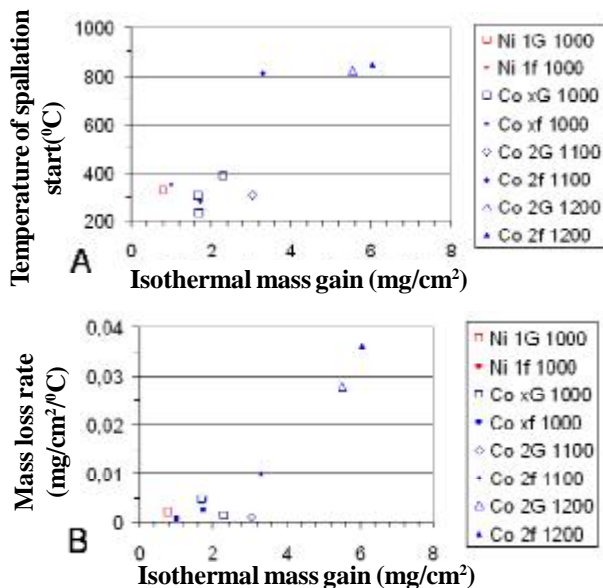 Temperature of spallation
start(⁰C)
1000
800
600
400
200
0
2
4
6
8
A
Isothermal mass gain (mg/cm²)
Ni 1G 1000
Ni 1f 1000
Co xG 1000
Co xf 1000
Co 2G 1100
Co 2f 1100
Co 2G 1200
Co 2f 1200
Mass loss rate
(mg/cm²/⁰C)
0,04
0,03
0,02
0,01
0
0
2
4
6
8
B
Isothermal mass gain (mg/cm²)
Ni 1G 1000
Ni 1f 1000
Co xG 1000
Co xf 1000
Co 2G 1100
Co 2f 1100
Co 2G 1200
Co 2f 1200